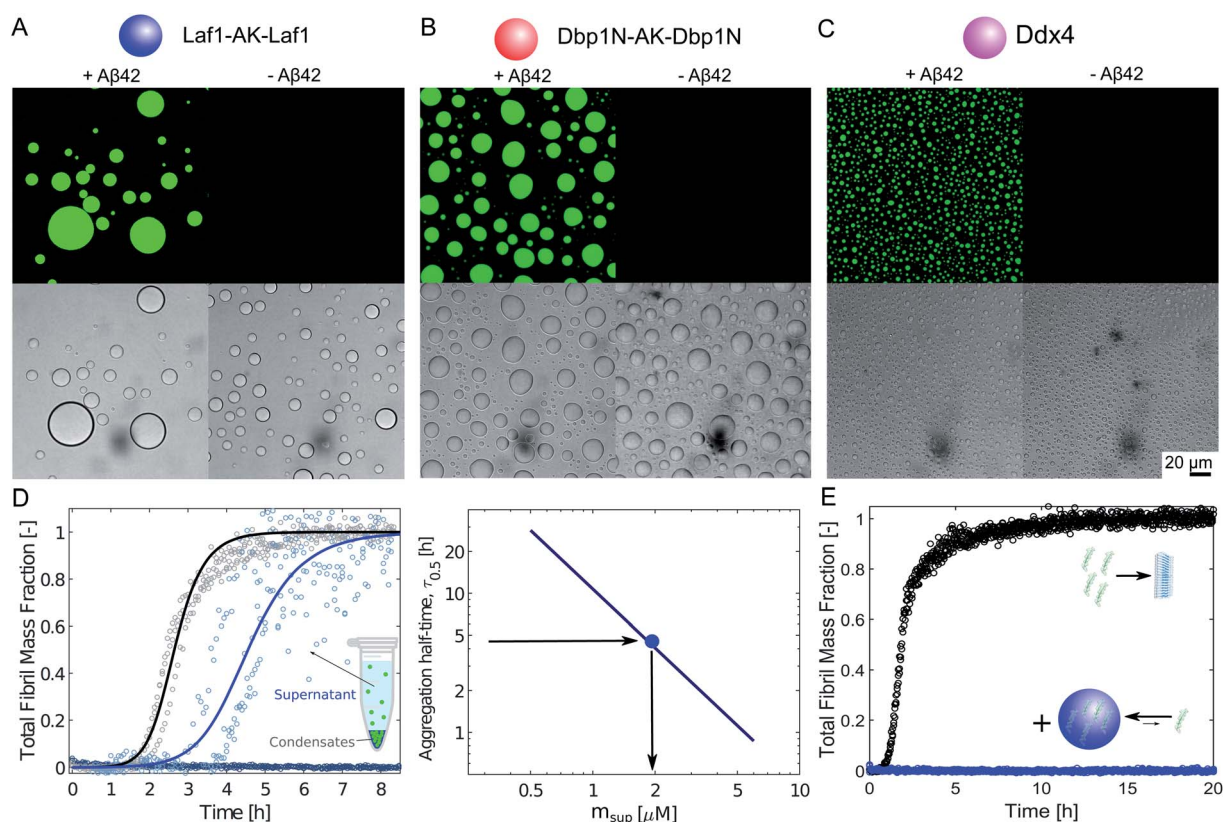 A
Laf1-AK-Laf1
+ Aβ42
- Aβ42
B
Dbp1N-AK-Dbp1N
+ Aβ42
- Aβ42
C
Ddx4
+ Aβ42
- Aβ42
20 µm
D
Total Fibril Mass Fraction [-]
1
0.8
0.6
0.4
0.2
0
0 1 2 3 4 5 6 7 8
Time [h]
Supernatant
Condensates
Aggregation half-time, τ0.5 [h]
20
10
5
2
1
0.5 1 2 5 10
msup [µM]
E
Total Fibril Mass Fraction [-]
1
0.8
0.6
0.4
0.2
0
+
0 5 10 15 20
Time [h]